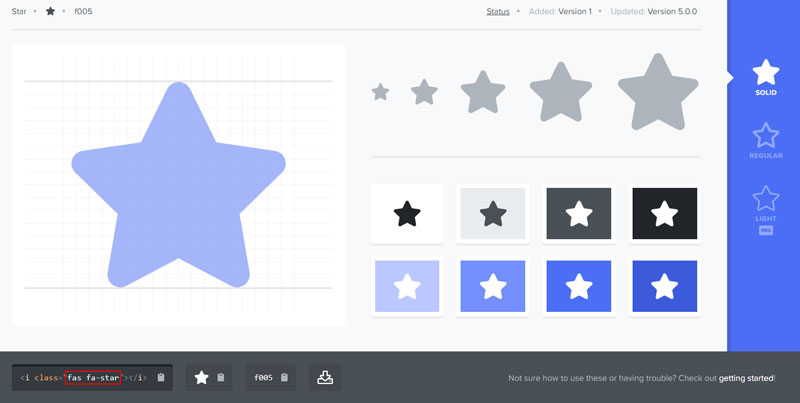 Star • • f005
Status • Added: Version 1 • Updated: Version 5.0.0
SOLID
REGULAR
LIGHT
PRO
<i class="fas fa-star"></i>
f005
Not sure how to use these or having trouble? Check out getting started!